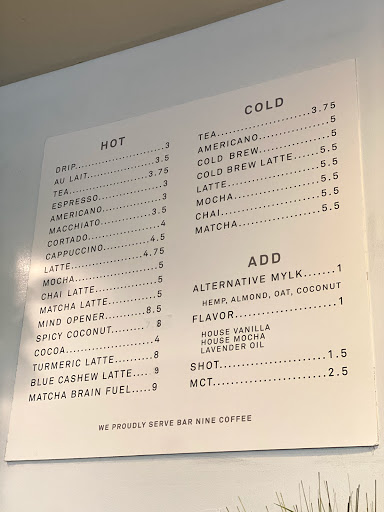 HOT
DRIP..................3
AU LAIT................3.5
TEA...................3.75
ESPRESSO..............3
AMERICANO............3
MACCHIATO...........3.5
CORTADO..............4
CAPPUCCINO..........4.5
LATTE.................4.75
MOCHA................5
CHAI LATTE...........5
MATCHA LATTE........5
MIND OPENER........8.5
SPICY COCONUT.......8
COCOA................4
TURMERIC LATTE......8
BLUE CASHEW LATTE...9
MATCHA BRAIN FUEL.....9
COLD
TEA......................3.75
AMERICANO..............5
COLD BREW..............5
COLD BREW LATTE......5.5
LATTE....................5.5
MOCHA..................5.5
CHAI.....................5.5
MATCHA.................5.5
ADD
ALTERNATIVE MYLK.......1
HEMP, ALMOND, OAT, COCONUT
FLAVOR.....................1
HOUSE VANILLA
HOUSE MOCHA
LAVENDER OIL
SHOT.....................1.5
MCT......................2.5
WE PROUDLY SERVE BAR NINE COFFEE